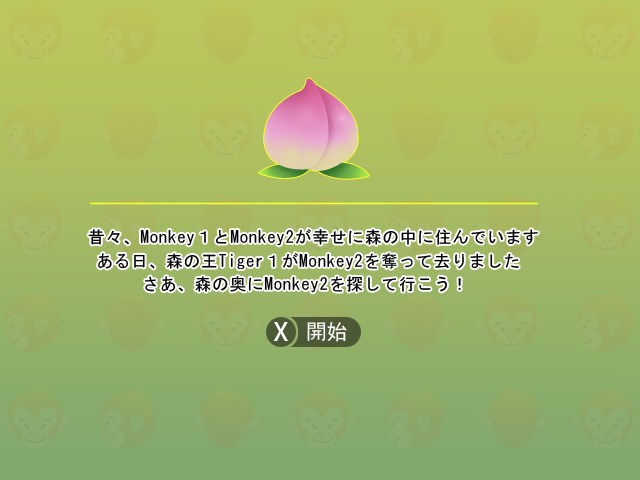 昔々、Monkey１とMonkey2が幸せに森の中に住んでいます
ある日、森の王Tiger１がMonkey2を奪って去りました
さあ、森の奥にMonkey2を探して行こう！
X 開始